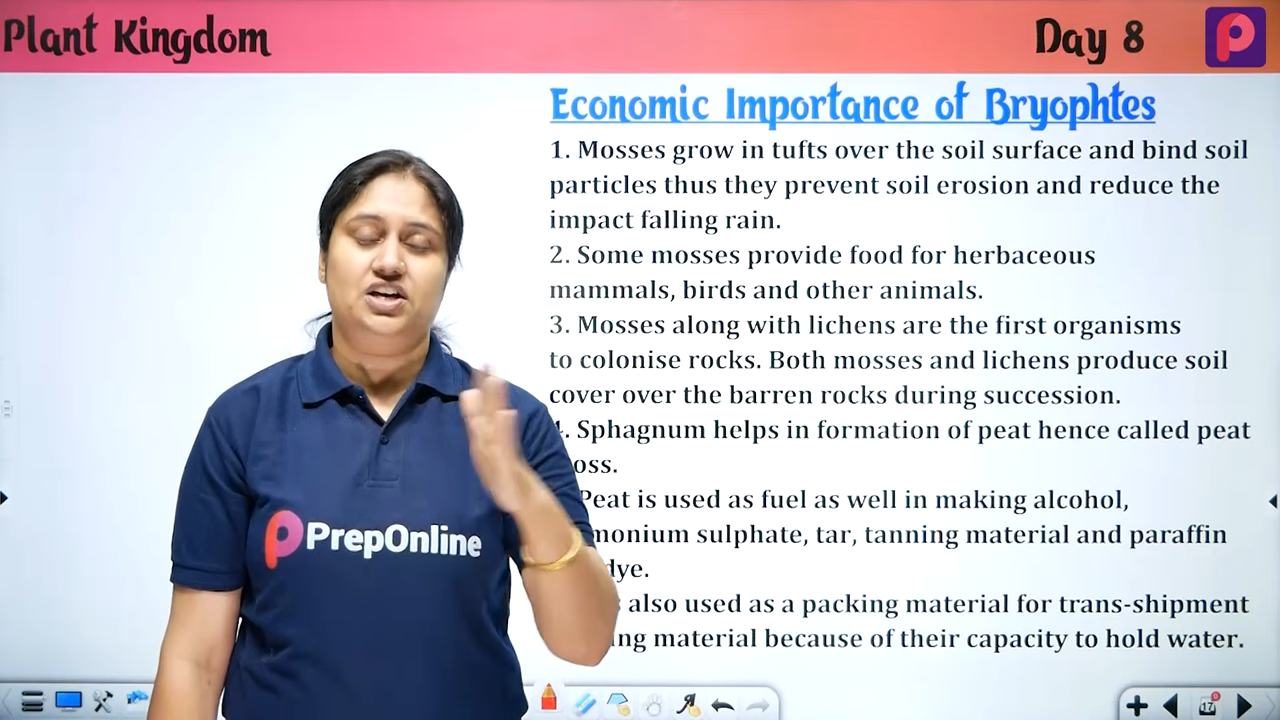 Plant Kingdom
Day 8
Economic Importance of Bryophtes
1. Mosses grow in tufts over the soil surface and bind soil
particles thus they prevent soil erosion and reduce the
impact falling rain.
2. Some mosses provide food for herbaceous
mammals, birds and other animals.
3. Mosses along with lichens are the first organisms
to colonise rocks. Both mosses and lichens produce soil
cover over the barren rocks during succession.
4. Sphagnum helps in formation of peat hence called peat
oss.
Peat is used as fuel as well in making alcohol,
monium sulphate, tar, tanning material and paraffin
dye.
also used as a packing material for trans-shipment
ing material because of their capacity to hold water.
PrepOnline
17